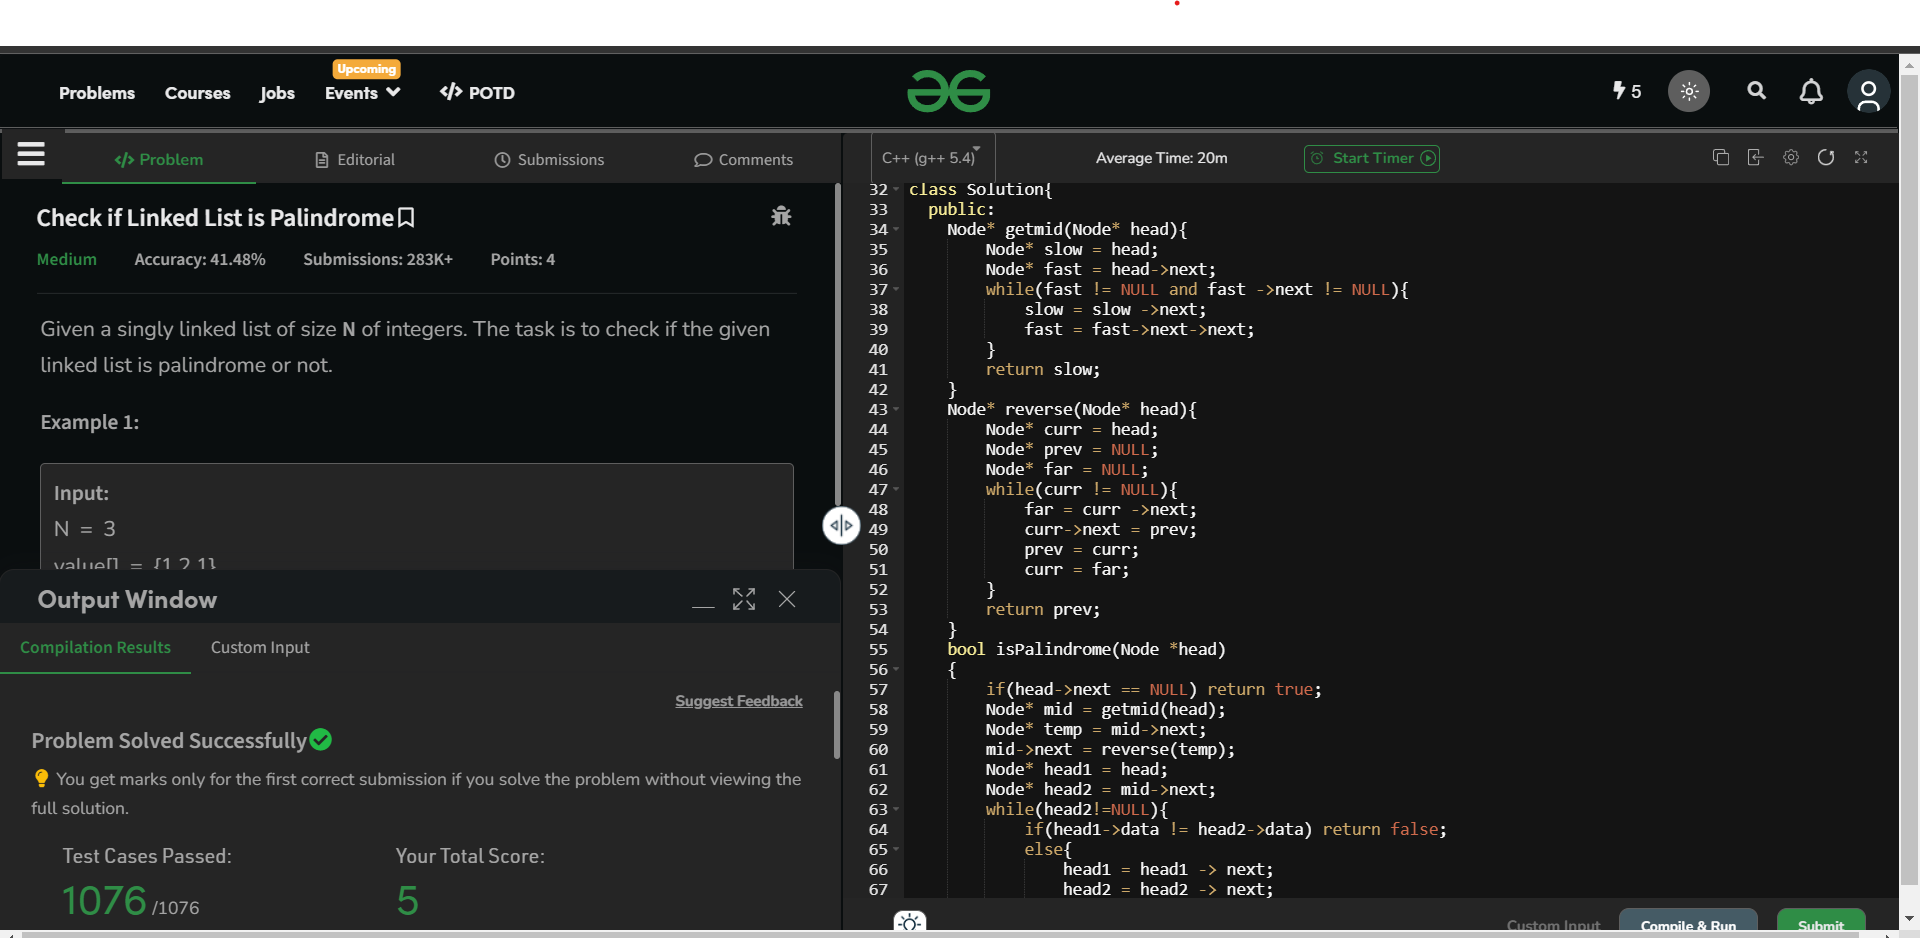 Problems Courses Jobs Upcoming Events </> POTD 5
</> Problem Editorial Submissions Comments
Check if Linked List is Palindrome
Medium Accuracy: 41.48% Submissions: 283K+ Points: 4
Given a singly linked list of size N of integers. The task is to check if the given
linked list is palindrome or not.
Example 1:
Input:
N = 3
value[] = {1,2,1}
Output Window
Compilation Results Custom Input
Suggest Feedback
Problem Solved Successfully
You get marks only for the first correct submission if you solve the problem without viewing the
full solution.
Test Cases Passed: Your Total Score:
1076 /1076 5
C++ (g++ 5.4) Average Time: 20m Start Timer
32 class Solution{
33 public:
34 Node* getmid(Node* head){
35 Node* slow = head;
36 Node* fast = head->next;
37 while(fast != NULL and fast ->next != NULL){
38 slow = slow ->next;
39 fast = fast->next->next;
40 }
41 return slow;
42 }
43 Node* reverse(Node* head){
44 Node* curr = head;
45 Node* prev = NULL;
46 Node* far = NULL;
47 while(curr != NULL){
48 far = curr ->next;
49 curr->next = prev;
50 prev = curr;
51 curr = far;
52 }
53 return prev;
54 }
55 bool isPalindrome(Node *head)
56 {
57 if(head->next == NULL) return true;
58 Node* mid = getmid(head);
59 Node* temp = mid->next;
60 mid->next = reverse(temp);
61 Node* head1 = head;
62 Node* head2 = mid->next;
63 while(head2!=NULL){
64 if(head1->data != head2->data) return false;
65 else{
66 head1 = head1 -> next;
67 head2 = head2 -> next;
Custom Input Compile & Run Submit